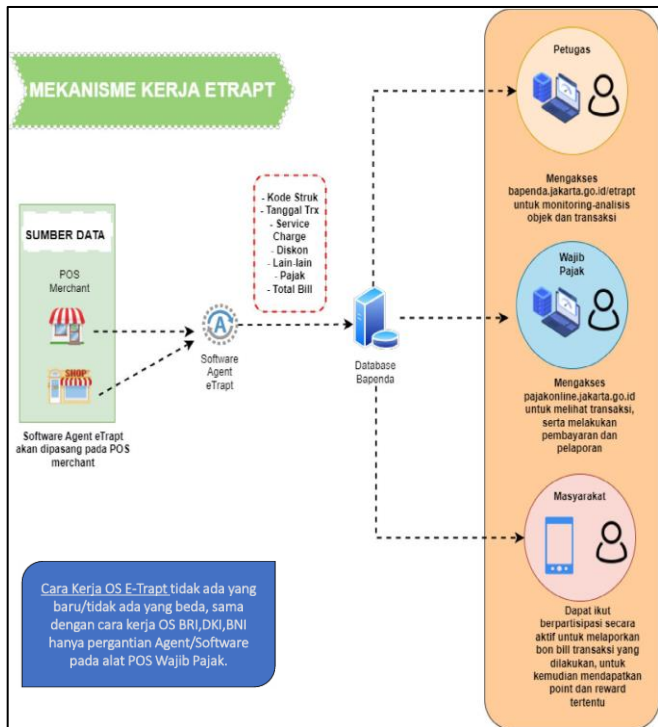 MEKANISME KERJA ETRAPT
SUMBER DATA
POS
Merchant
SHOP
Software Agent eTrapt
akan dipasang pada POS
merchant
A
Software
Agent
eTrapt
- Kode Struk
- Tanggal Trx
- Service
Charge
- Diskon
- Lain-lain
- Pajak
- Total Bill
Database
Bapenda
Petugas
Mengakses
bapenda.jakarta.go.id/etrapt
untuk monitoring-analisis
objek dan transaksi
Wajib
Pajak
Mengakses
pajakonline.jakarta.go.id
untuk melihat transaksi,
serta melakukan
pembayaran dan
pelaporan
Masyarakat
Dapat ikut
berpartisipasi secara
aktif untuk melaporkan
bon bill transaksi yang
dilakukan, untuk
kemudian mendapatkan
point dan reward
tertentu
Cara Kerja OS E-Trapt tidak ada yang
baru/tidak ada yang beda, sama
dengan cara kerja OS BRI,DKI,BNI
hanya pergantian Agent/Software
pada alat POS Wajib Pajak.